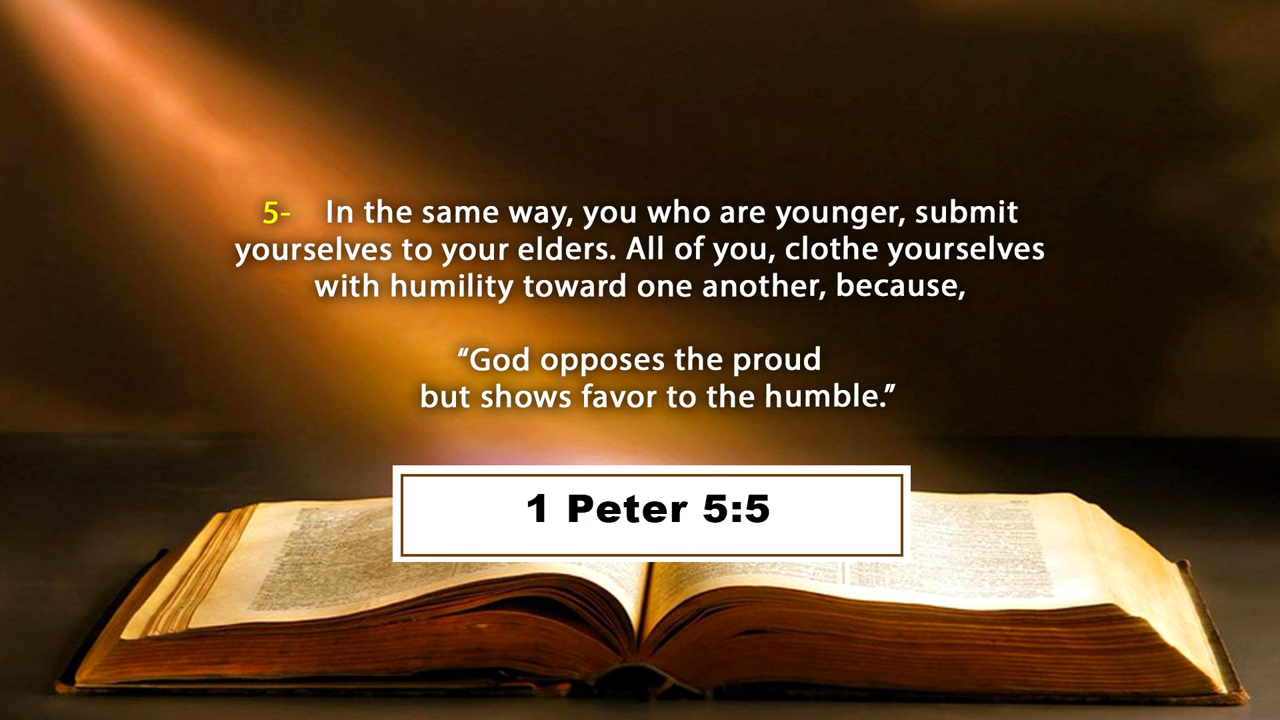 5- In the same way, you who are younger, submit
yourselves to your elders. All of you, clothe yourselves
with humility toward one another, because,
“God opposes the proud
but shows favor to the humble.”
1 Peter 5:5